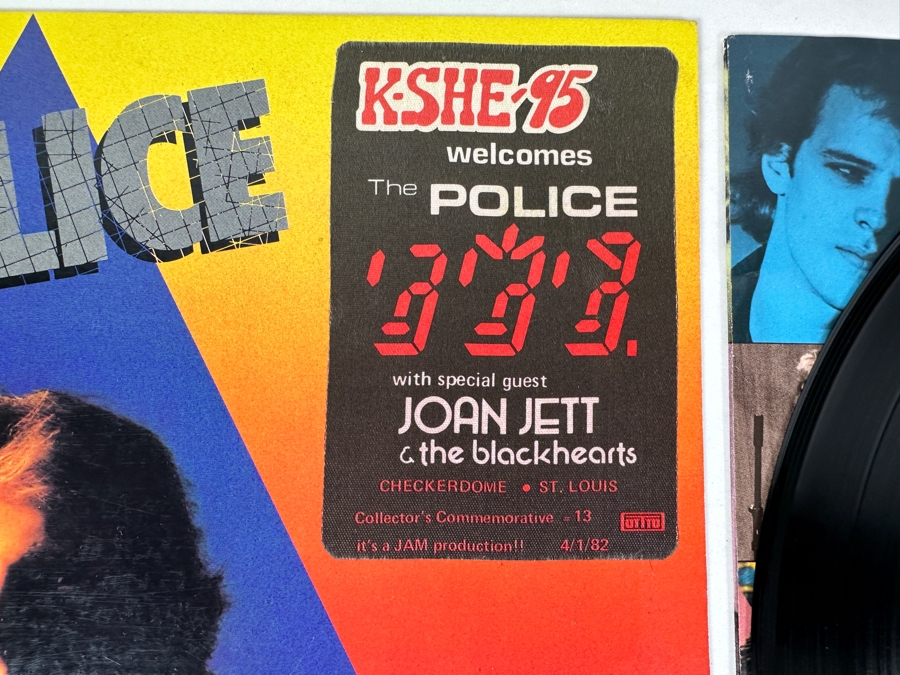 LICE
K-SHE-95
welcomes
The POLICE
with special guest
JOAN JETT
& the blackhearts
CHECKERDOME • ST. LOUIS
Collector's Commemorative #13
OTTO
it's a JAM production!! 4/1/82